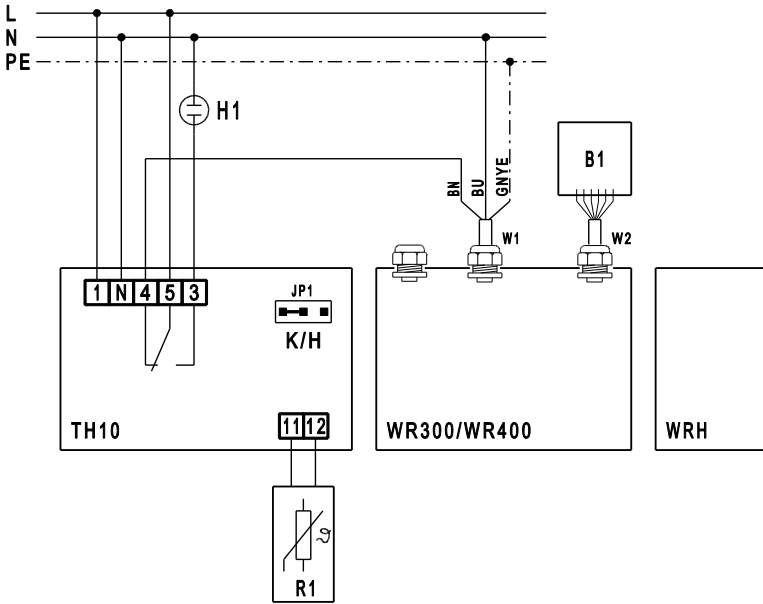 L
N
PE
H1
B1
BN
BU
GNYE
W1
W2
1 N 4 5 3
JP1
K/H
TH10
11 12
WR300/WR400
WRH
R1